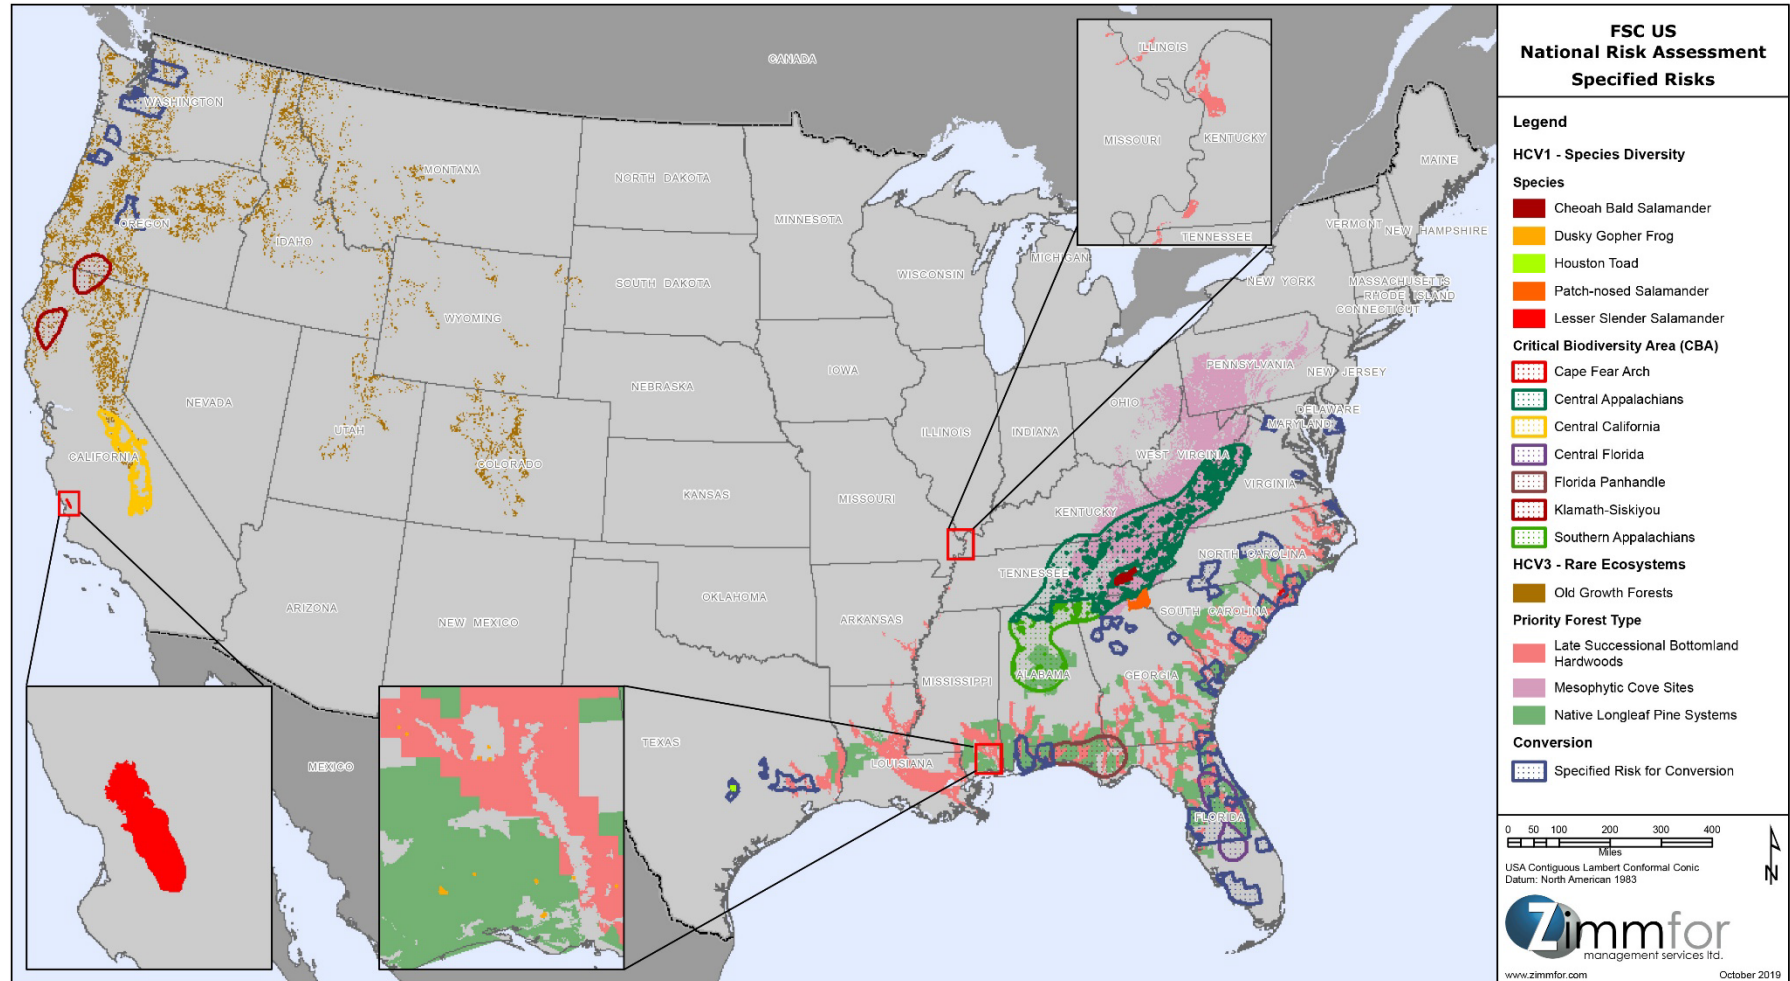 FSC US
National Risk Assessment
Specified Risks
Legend
HCV1 - Species Diversity
Species
Cheoah Bald Salamander
Dusky Gopher Frog
Houston Toad
Patch-nosed Salamander
Lesser Slender Salamander
Critical Biodiversity Area (CBA)
Cape Fear Arch
Central Appalachians
Central California
Central Florida
Florida Panhandle
Klamath-Siskiyou
Southern Appalachians
HCV3 - Rare Ecosystems
Old Growth Forests
Priority Forest Type
Late Successional Bottomland
Hardwoods
Mesophytic Cove Sites
Native Longleaf Pine Systems
Conversion
Specified Risk for Conversion
0 50 100 200 300 400
Miles
USA Contiguous Lambert Conformal Conic
Datum: North American 1983
N
Zimmfor
management services ltd.
www.zimmfor.com
October 2019
CANADA
WASHINGTON
MONTANA
NORTH DAKOTA
MINNESOTA
OREGON
IDAHO
SOUTH DAKOTA
WISCONSIN
MICHIGAN
WYOMING
IOWA
NEBRASKA
NEVADA
UTAH
COLORADO
CALIFORNIA
KANSAS
MISSOURI
ILLINOIS
INDIANA
OHIO
PENNSYLVANIA
NEW YORK
VERMONT
NEW HAMPSHIRE
MAINE
MASSACHUSETTS
RHODE ISLAND
CONNECTICUT
NEW JERSEY
DELAWARE
MARYLAND
WEST VIRGINIA
VIRGINIA
KENTUCKY
TENNESSEE
NORTH CAROLINA
SOUTH CAROLINA
ARIZONA
NEW MEXICO
OKLAHOMA
ARKANSAS
MISSISSIPPI
ALABAMA
GEORGIA
TEXAS
LOUISIANA
FLORIDA
MEXICO
ILLINOIS
MISSOURI
KENTUCKY
TENNESSEE